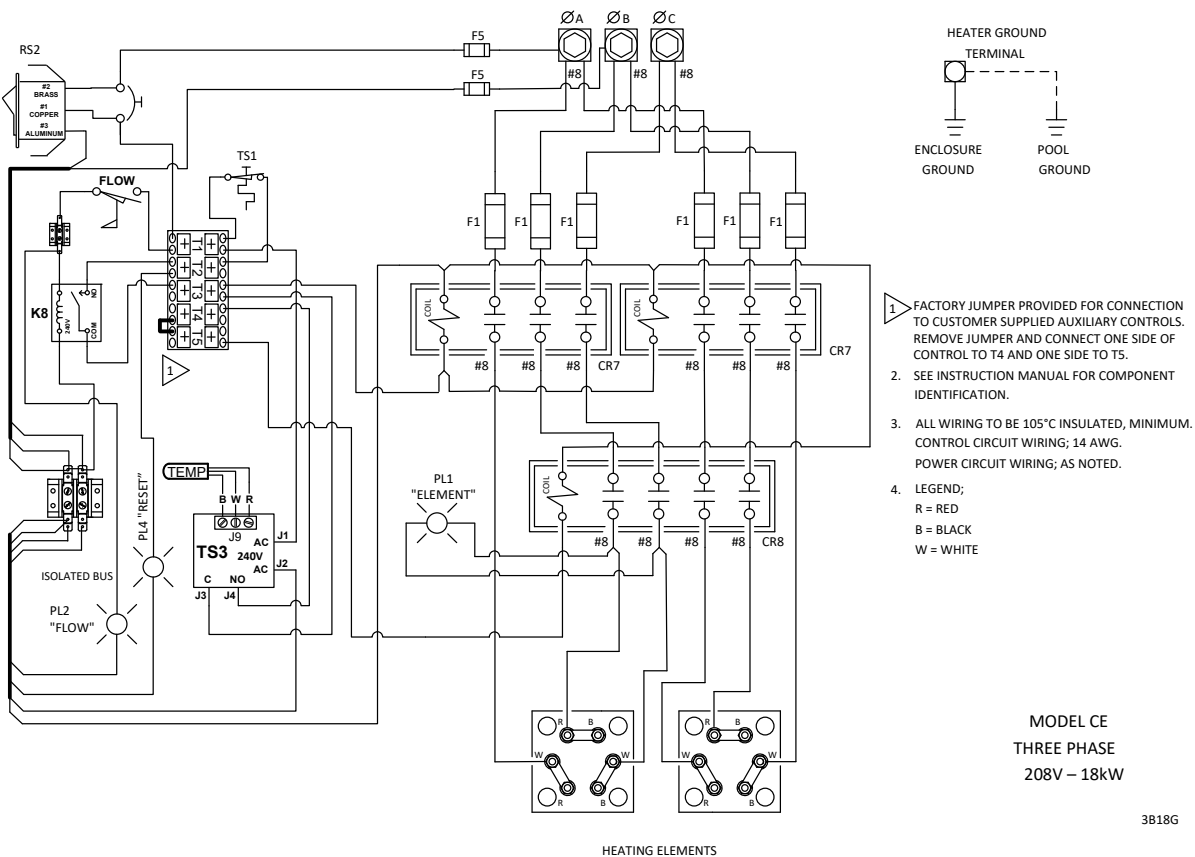 ØA ØB ØC
RS2
F5
F5
#8 #8 #8
#2
BRASS
#1
COPPER
#3
ALUMINUM
TS1
FLOW
F1 F1 F1 F1 F1 F1
T1
T2
T3
T4
T5
K8
240V
NO
COM
1
COIL
COIL
#8 #8 #8 CR7
#8 #8 #8
CR7
TEMP
B W R
J9
TS3
240V
AC J1
AC J2
C NO
J3 J4
PL4 "RESET"
ISOLATED BUS
PL2
"FLOW"
PL1
"ELEMENT"
COIL
#8 #8 #8 #8 CR8
R B
W W
R B
R B
W W
R B
HEATING ELEMENTS
HEATER GROUND
TERMINAL
ENCLOSURE
GROUND
POOL
GROUND
1 FACTORY JUMPER PROVIDED FOR CONNECTION
TO CUSTOMER SUPPLIED AUXILIARY CONTROLS.
REMOVE JUMPER AND CONNECT ONE SIDE OF
CONTROL TO T4 AND ONE SIDE TO T5.
2. SEE INSTRUCTION MANUAL FOR COMPONENT
IDENTIFICATION.
3. ALL WIRING TO BE 105°C INSULATED, MINIMUM.
CONTROL CIRCUIT WIRING; 14 AWG.
POWER CIRCUIT WIRING; AS NOTED.
4. LEGEND;
R = RED
B = BLACK
W = WHITE
MODEL CE
THREE PHASE
208V – 18kW
3B18G